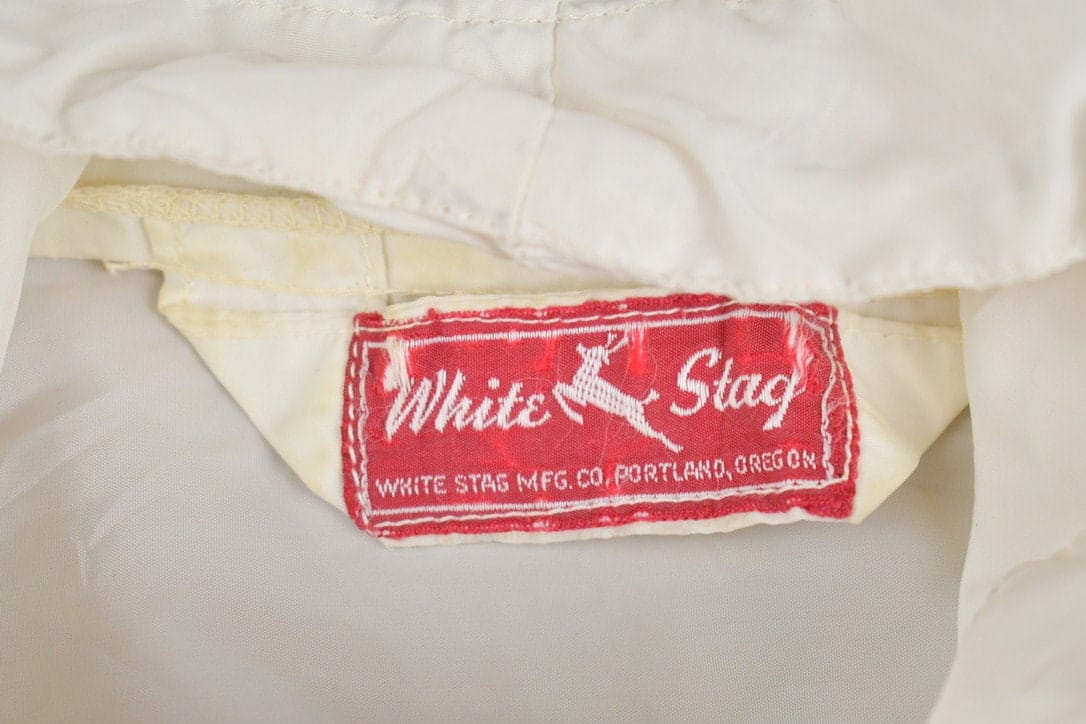 White Stag
WHITE STAG MFG. CO. PORTLAND, OREGON